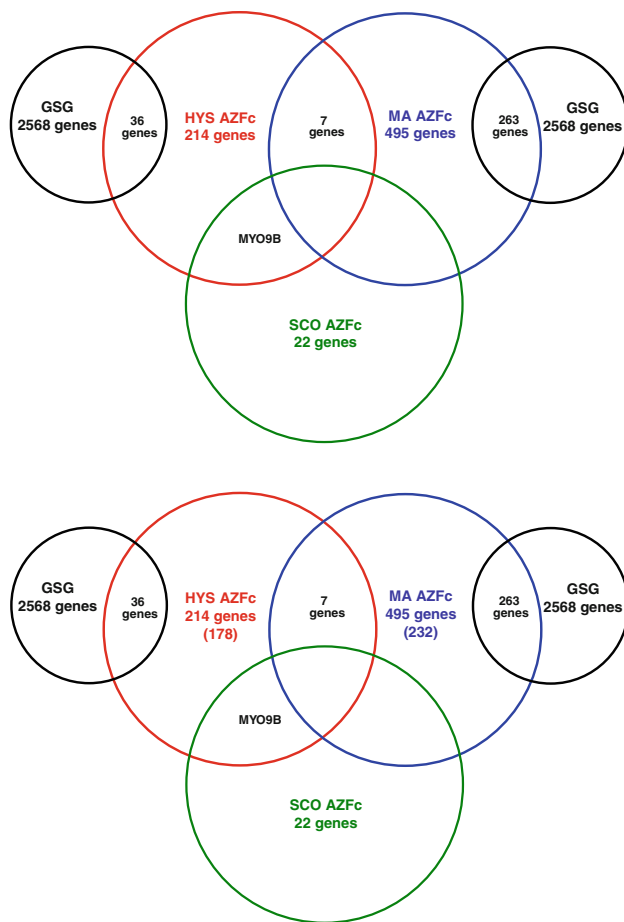 GSG
2568 genes
36
genes
HYS AZFc
214 genes
7
genes
MA AZFc
495 genes
263
genes
GSG
2568 genes
MYO9B
SCO AZFc
22 genes
GSG
2568 genes
36
genes
HYS AZFc
214 genes
(178)
7
genes
MA AZFc
495 genes
(232)
263
genes
GSG
2568 genes
MYO9B
SCO AZFc
22 genes